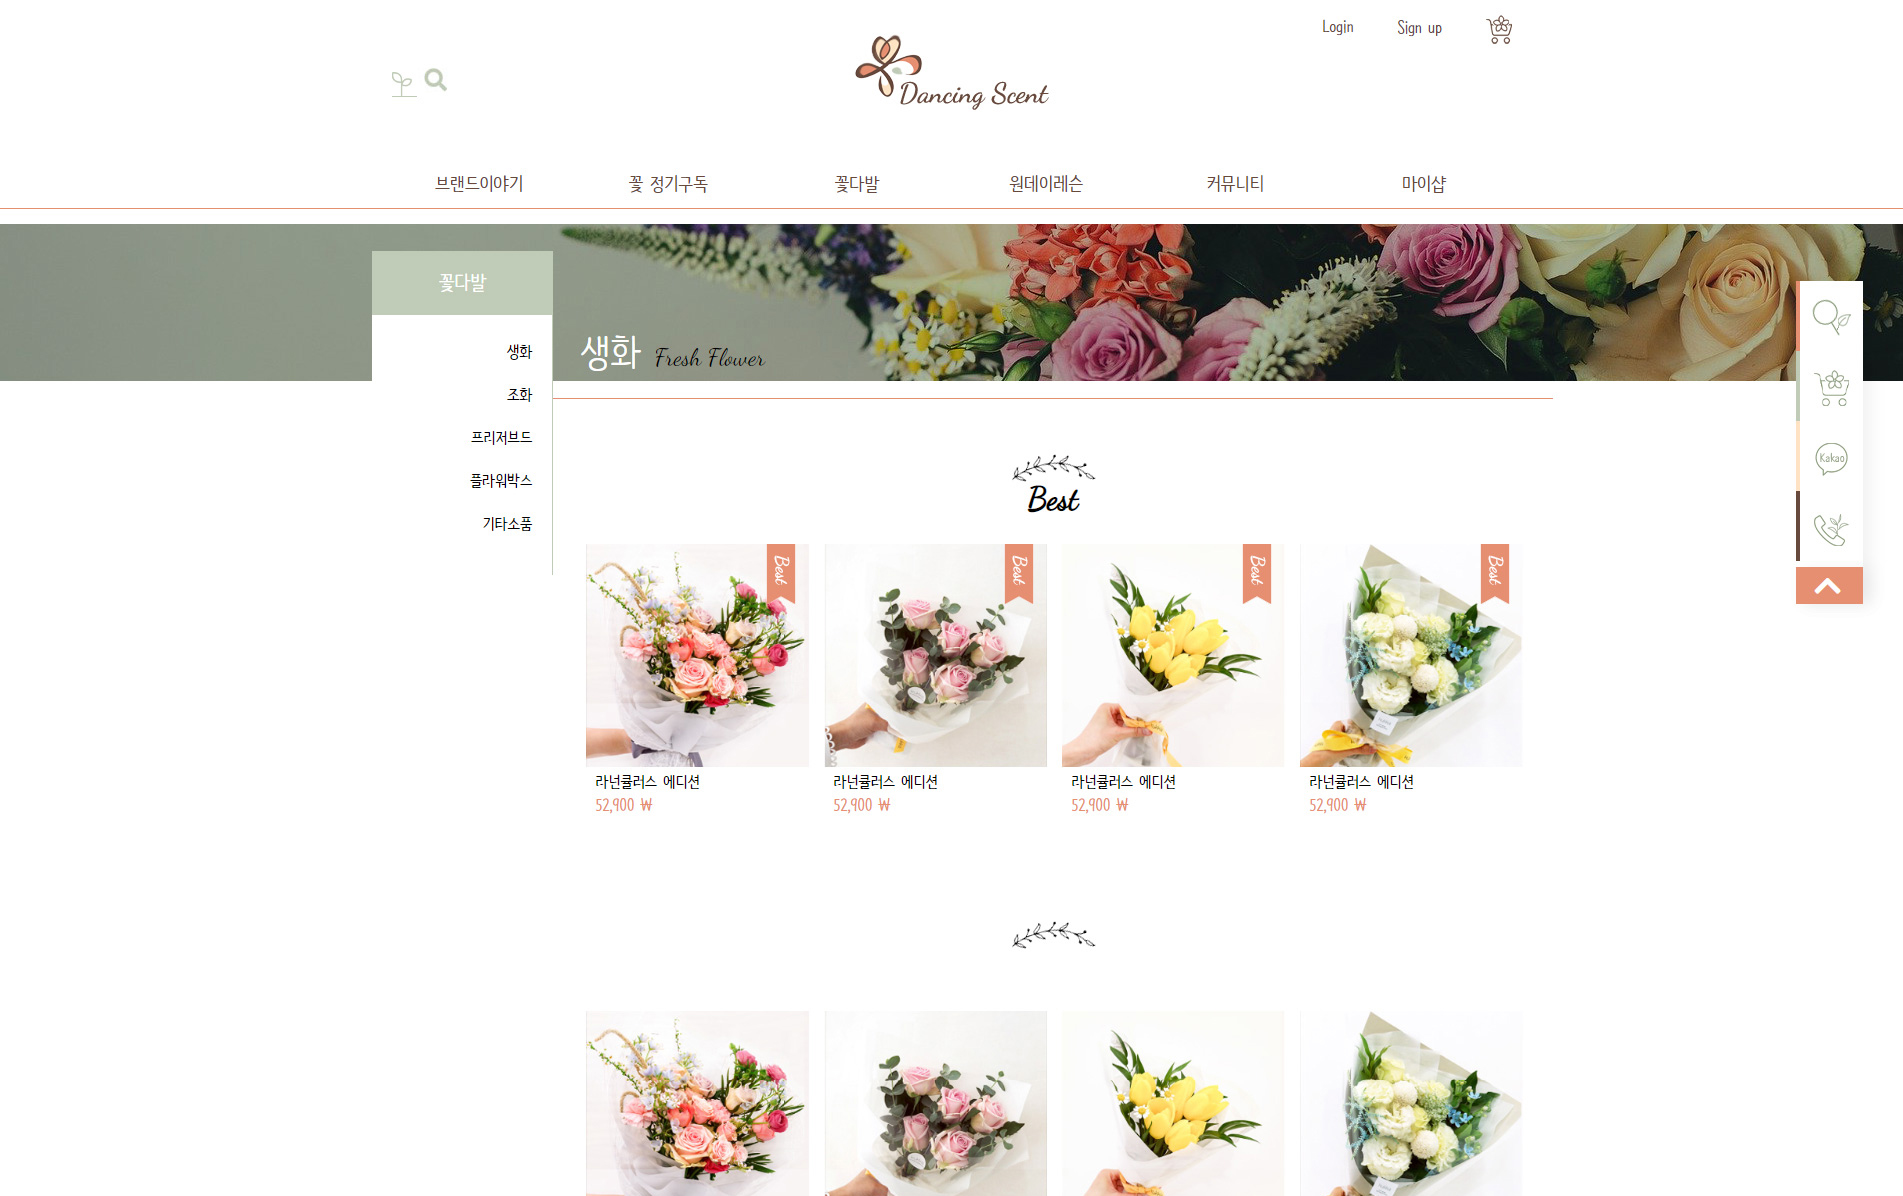 Login
Sign up
Dancing Scent
브랜드이야기
꽃 정기구독
꽃다발
원데이레슨
커뮤니티
마이샵
꽃다발
생화
조화
프리저브드
플라워박스
기타소품
생화 Fresh Flower
Kakao
Best
Best
Best
Best
Best
라넌큘러스 에디션
52,900 ₩
라넌큘러스 에디션
52,900 ₩
라넌큘러스 에디션
52,900 ₩
라넌큘러스 에디션
52,900 ₩